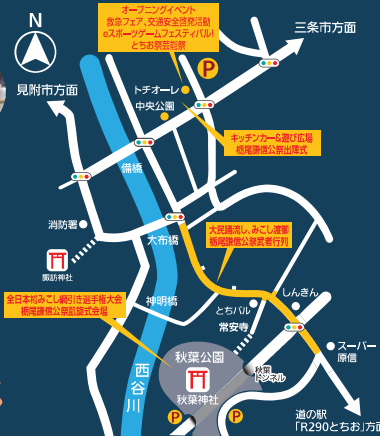 N
オープニングイベント
救急フェア、交通安全啓発活動
eスポーツゲームフェスティバル!
とちお祭芸能祭
三条市方面
P
見附市方面
トチオーレ
中央公園
キッチンカー&遊び広場
栃尾謙信公祭出陣式
備橋
消防署
諏訪神社
大布橋
大民踊流し、みこし渡御
栃尾謙信公祭武者行列
全日本樽みこし綱引き選手権大会
栃尾謙信公祭凱旋式会場
神明橋
とちパル
しんきん
常安寺
スーパー
原信
秋葉公園
秋葉
トンネル
秋葉神社
西谷川
P
P
道の駅
「R290とちお」方面